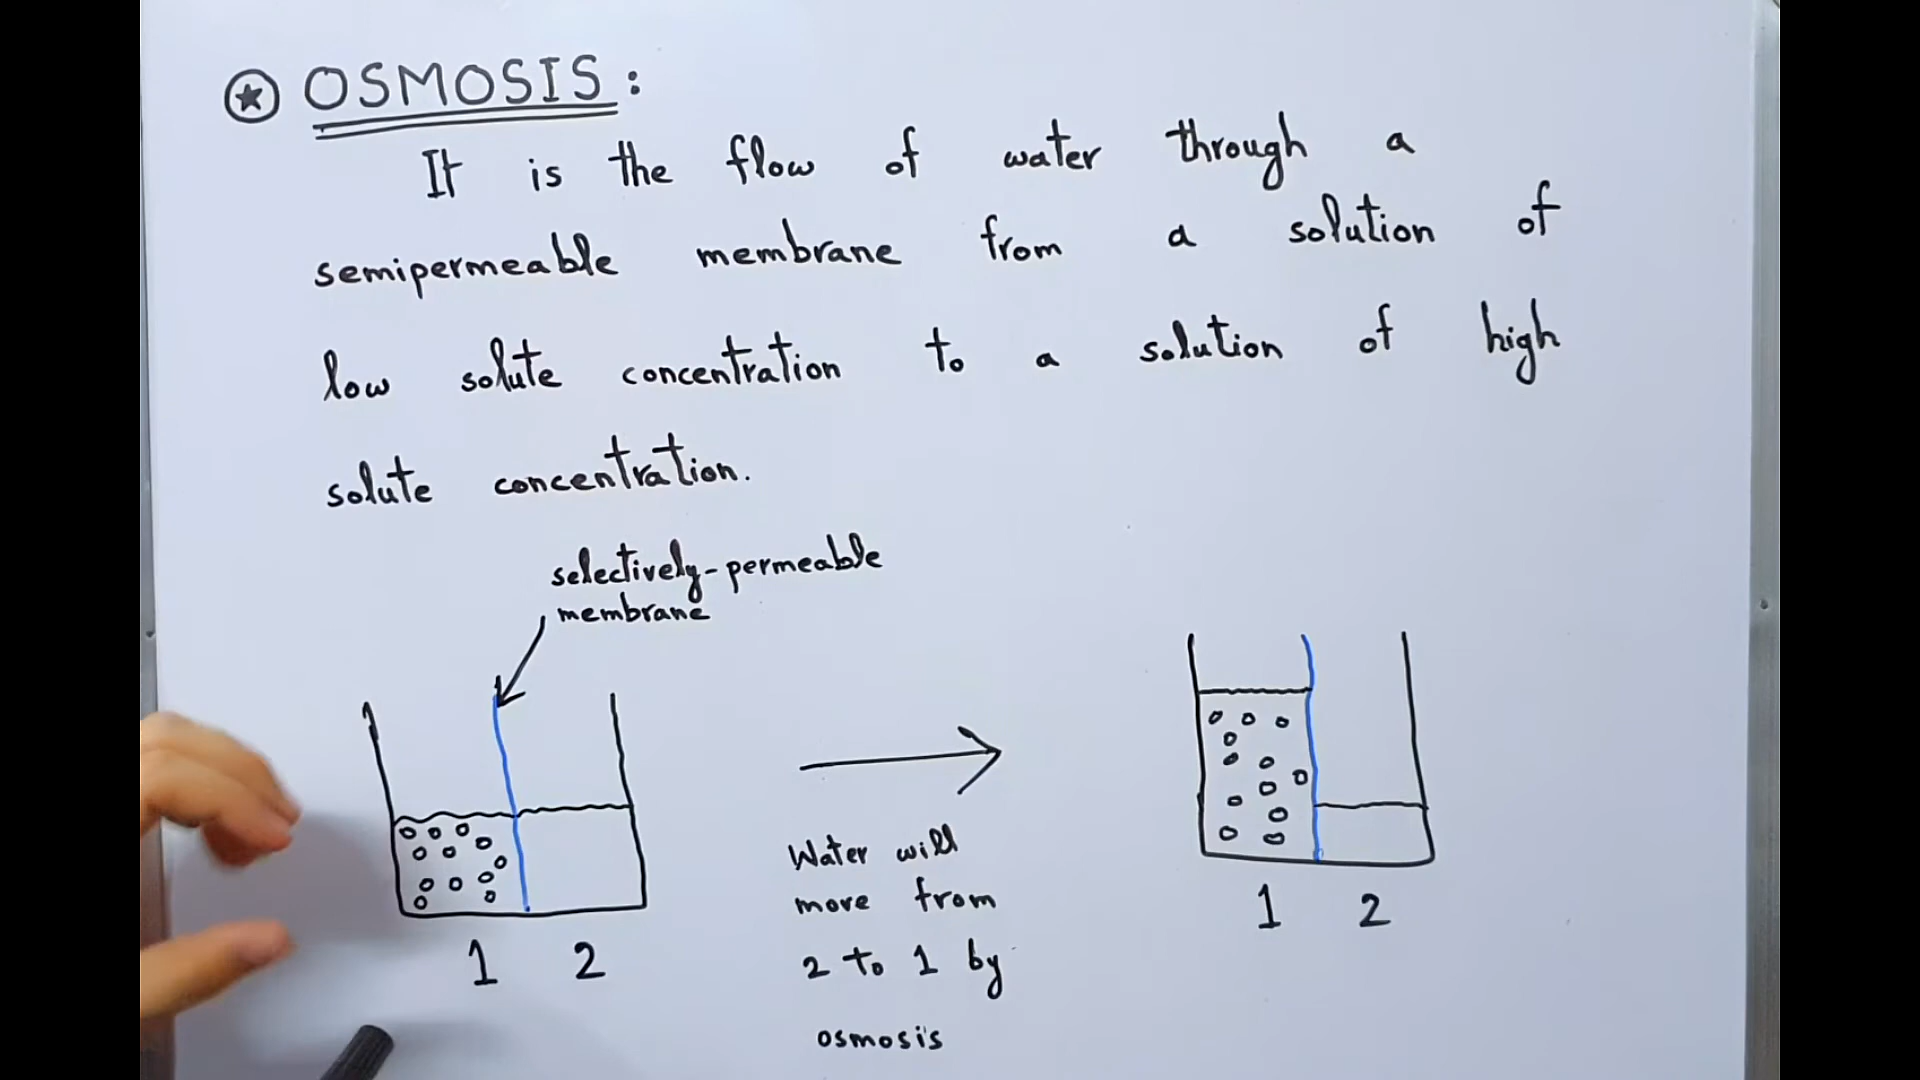 OSMOSIS:
It is the flow of water through a
semipermeable membrane from a solution of
low solute concentration to a solution of high
solute concentration.
selectively-permeable
membrane
Water will
more from
2 to 1 by
osmosis
1 2
1 2